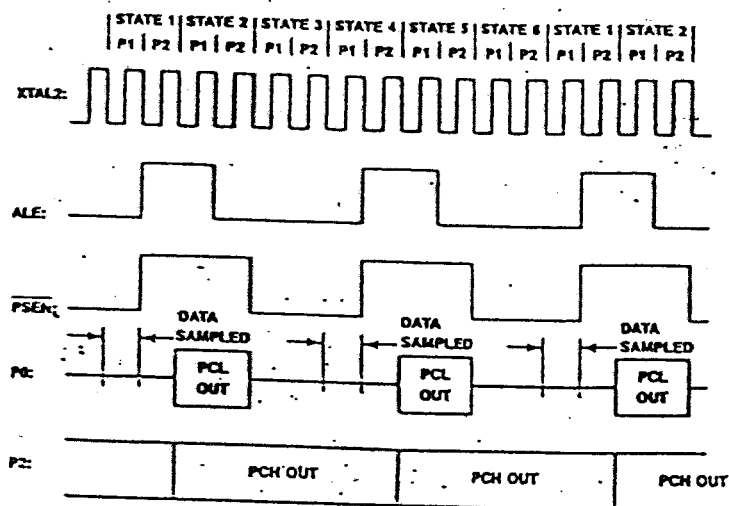 STATE 1 STATE 2 STATE 3 STATE 4 STATE 5 STATE 6 STATE 1 STATE 2
P1 P2 P1 P2 P1 P2 P1 P2 P1 P2 P1 P2 P1 P2 P1 P2
XTAL2:
ALE:
PSEN:
DATA SAMPLED
DATA SAMPLED
DATA SAMPLED
P0:
PCL OUT
PCL OUT
PCL OUT
P2:
PCH OUT
PCH OUT
PCH OUT